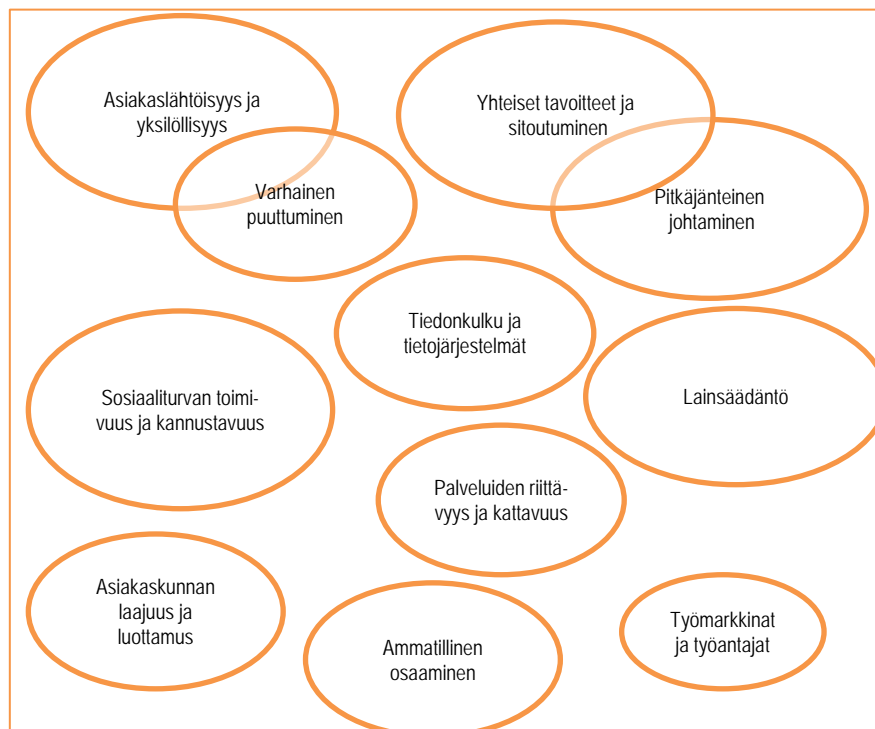 Asiakaslähtöisyys ja
yksilöllisyys
Yhteiset tavoitteet ja
sitoutuminen
Varhainen
puuttuminen
Pitkäjänteinen
johtaminen
Tiedonkulku ja
tietojärjestelmät
Sosiaaliturvan toimi-
vuus ja kannustavuus
Lainsäädäntö
Palveluiden riittä-
vyys ja kattavuus
Asiakaskunnan
laajuus ja
luottamus
Ammatillinen
osaaminen
Työmarkkinat
ja työantajat